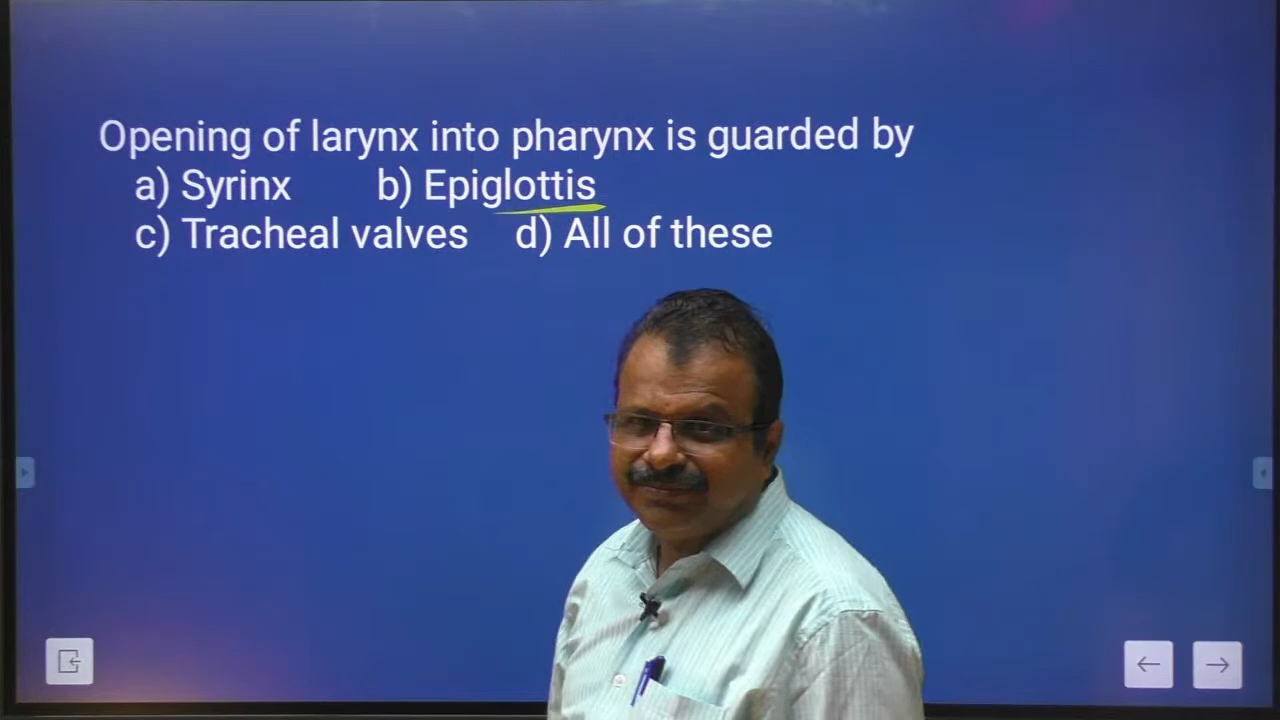 Opening of larynx into pharynx is guarded by
a) Syrinx b) Epiglottis
c) Tracheal valves d) All of these